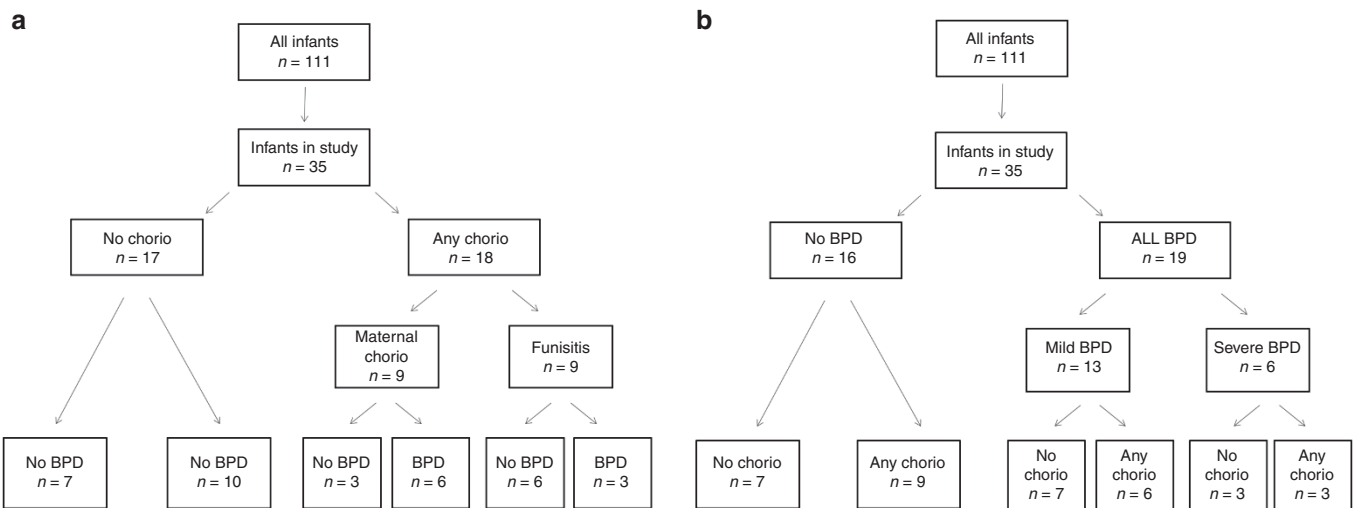 a
All infants
n = 111
Infants in study
n = 35
No chorio
n = 17
Any chorio
n = 18
Maternal
chorio
n = 9
Funisitis
n = 9
No BPD
n = 7
No BPD
n = 10
No BPD
n = 3
BPD
n = 6
No BPD
n = 6
BPD
n = 3
b
All infants
n = 111
Infants in study
n = 35
No BPD
n = 16
ALL BPD
n = 19
Mild BPD
n = 13
Severe BPD
n = 6
No chorio
n = 7
Any chorio
n = 9
No
chorio
n = 7
Any
chorio
n = 6
No
chorio
n = 3
Any
chorio
n = 3